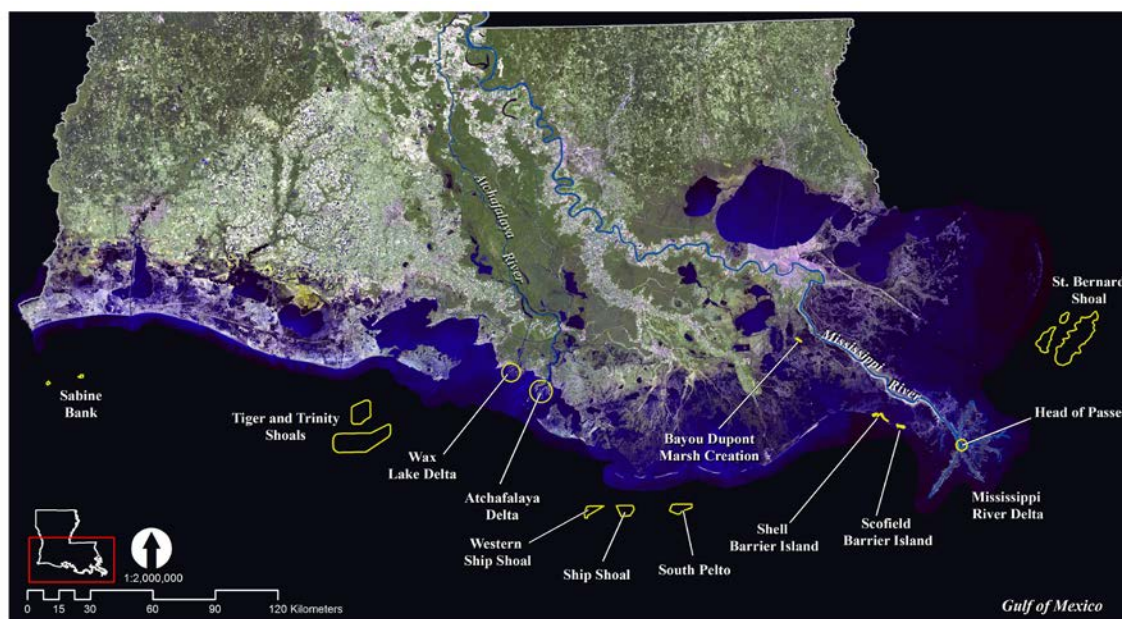 Atchafalaya
River
St. Bernard
Shoal
Mississippi
River
Sabine
Bank
Tiger and Trinity
Shoals
Wax
Lake Delta
Atchafalaya
Delta
Bayou Dupont
Marsh Creation
Head of Passe
Western
Ship Shoal
Ship Shoal
South Pelto
Shell
Barrier Island
Scofield
Barrier Island
Mississippi
River Delta
1:2,000,000
0 15 30 60 90 120 Kilometers
Gulf of Mexico